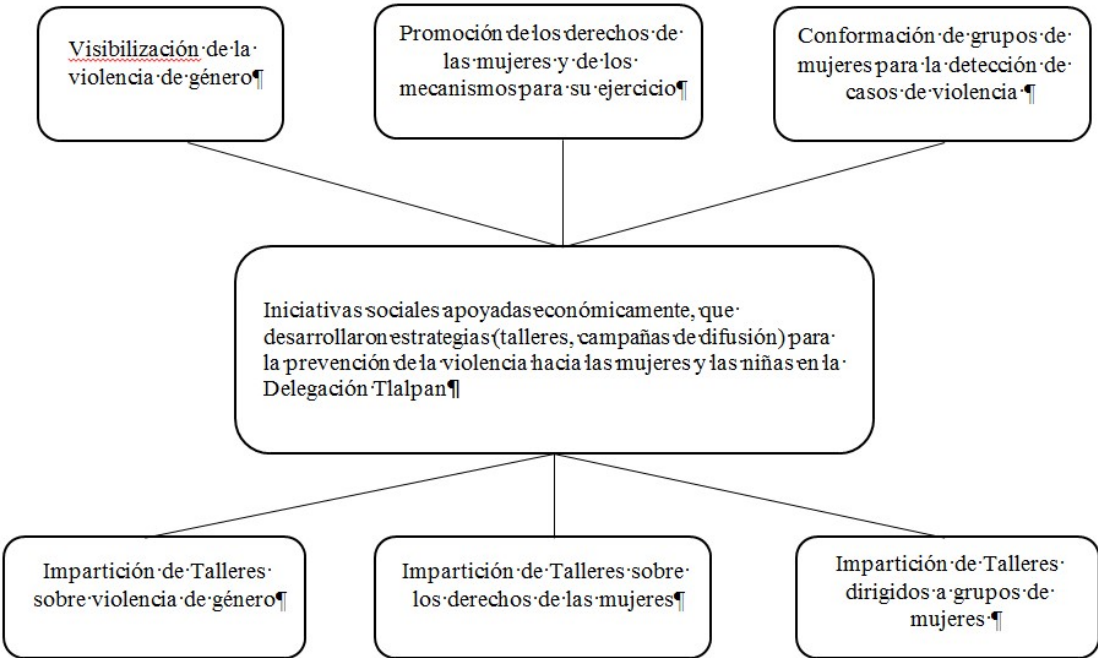 Visibilización de la
violencia de género¶
Promoción de los derechos de
las mujeres y de los
mecanismos para su ejercicio¶
Conformación de grupos de
mujeres para la detección de
casos de violencia ¶
Iniciativas sociales apoyadas económicamente, que
desarrollaron estrategias (talleres, campañas de difusión) para
la prevención de la violencia hacia las mujeres y las niñas en la
Delegación Tlalpan¶
Impartición de Talleres
sobre violencia de género¶
Impartición de Talleres sobre
los derechos de las mujeres¶
Impartición de Talleres
dirigidos a grupos de
mujeres ¶